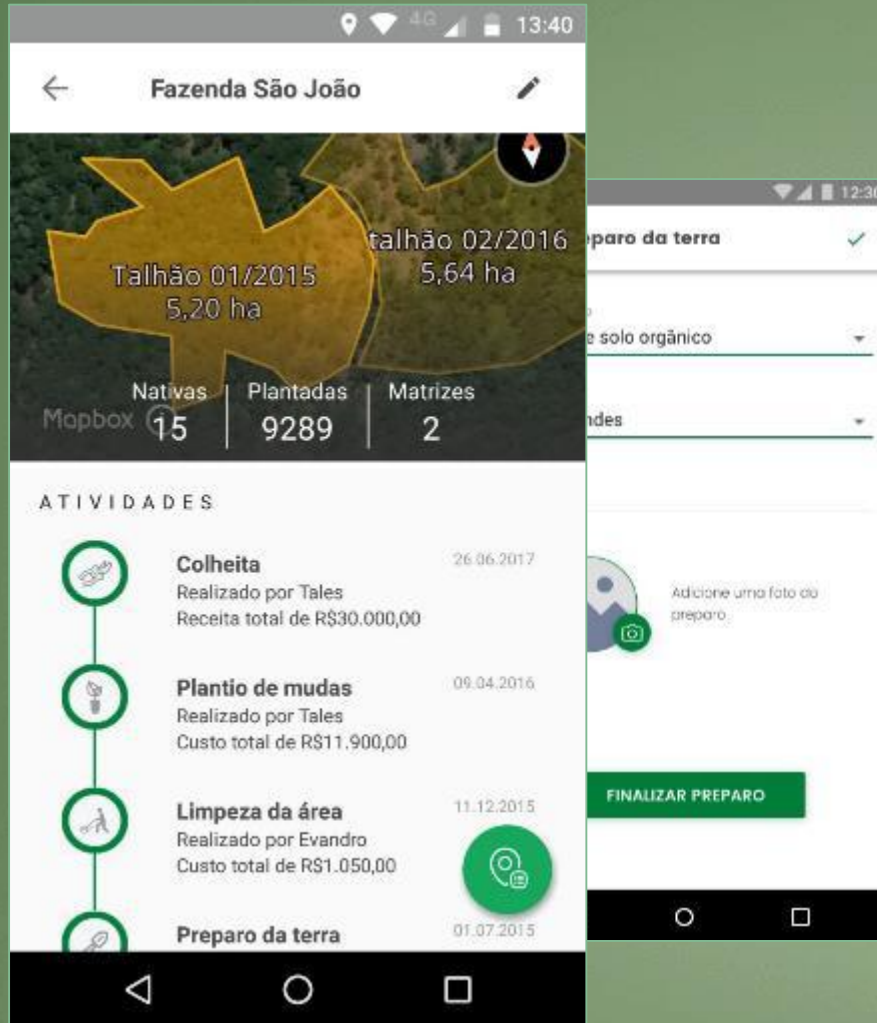 4G 13:40
Fazenda São João
Talhão 01/2015
5,20 ha
talhão 02/2016
5,64 ha
Nativas Plantadas Matrizes
15 9289 2
Mapbox
ATIVIDADES
Colheita 26.06.2017
Realizado por Tales
Receita total de R$30.000,00
Plantio de mudas 09.04.2016
Realizado por Tales
Custo total de R$11.900,00
Limpeza da área 11.12.2015
Realizado por Evandro
Custo total de R$1.050,00
Preparo da terra 01.07.2015
12:30
eparo da terra
e solo orgânico
ndes
Adicione uma foto do
preparo
FINALIZAR PREPARO